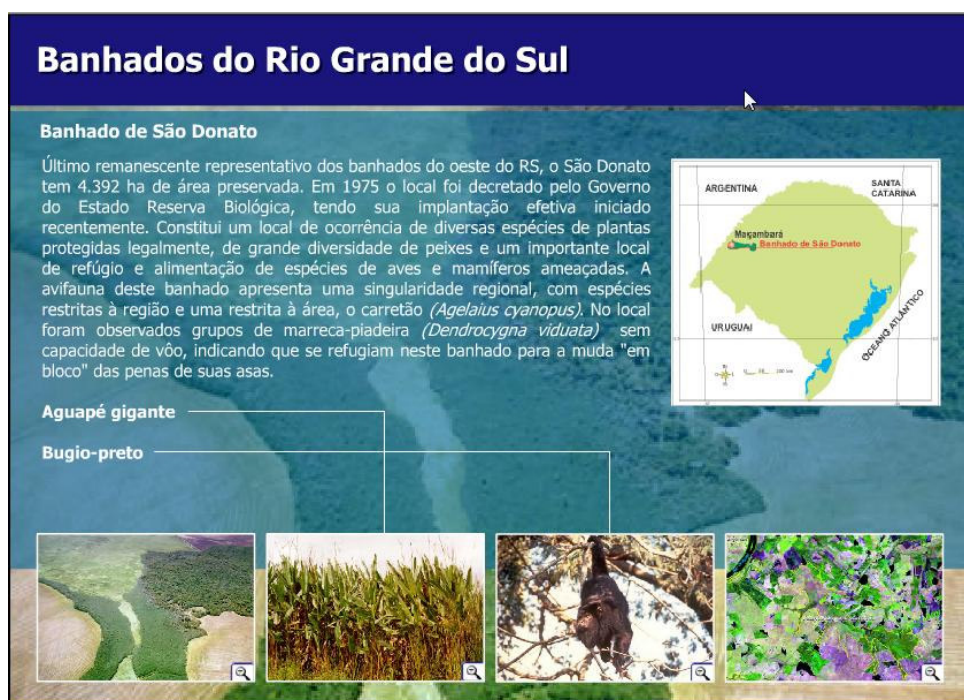 Banhados do Rio Grande do Sul
Banhado de São Donato
Último remanescente representativo dos banhados do oeste do RS, o São Donato
tem 4.392 ha de área preservada. Em 1975 o local foi decretado pelo Governo
do Estado Reserva Biológica, tendo sua implantação efetiva iniciado
recentemente. Constitui um local de ocorrência de diversas espécies de plantas
protegidas legalmente, de grande diversidade de peixes e um importante local
de refúgio e alimentação de espécies de aves e mamíferos ameaçadas. A
avifauna deste banhado apresenta uma singularidade regional, com espécies
restritas à região e uma restrita à área, o carretão (Agelaius cyanopus). No local
foram observados grupos de marreca-piadeira (Dendrocygna viduata) sem
capacidade de vôo, indicando que se refugiam neste banhado para a muda "em
bloco" das penas de suas asas.
ARGENTINA
SANTA
CATARINA
Maçambará
Banhado de São Donato
URUGUAI
OCEANO ATLÂNTICO
Aguapé gigante
Bugio-preto